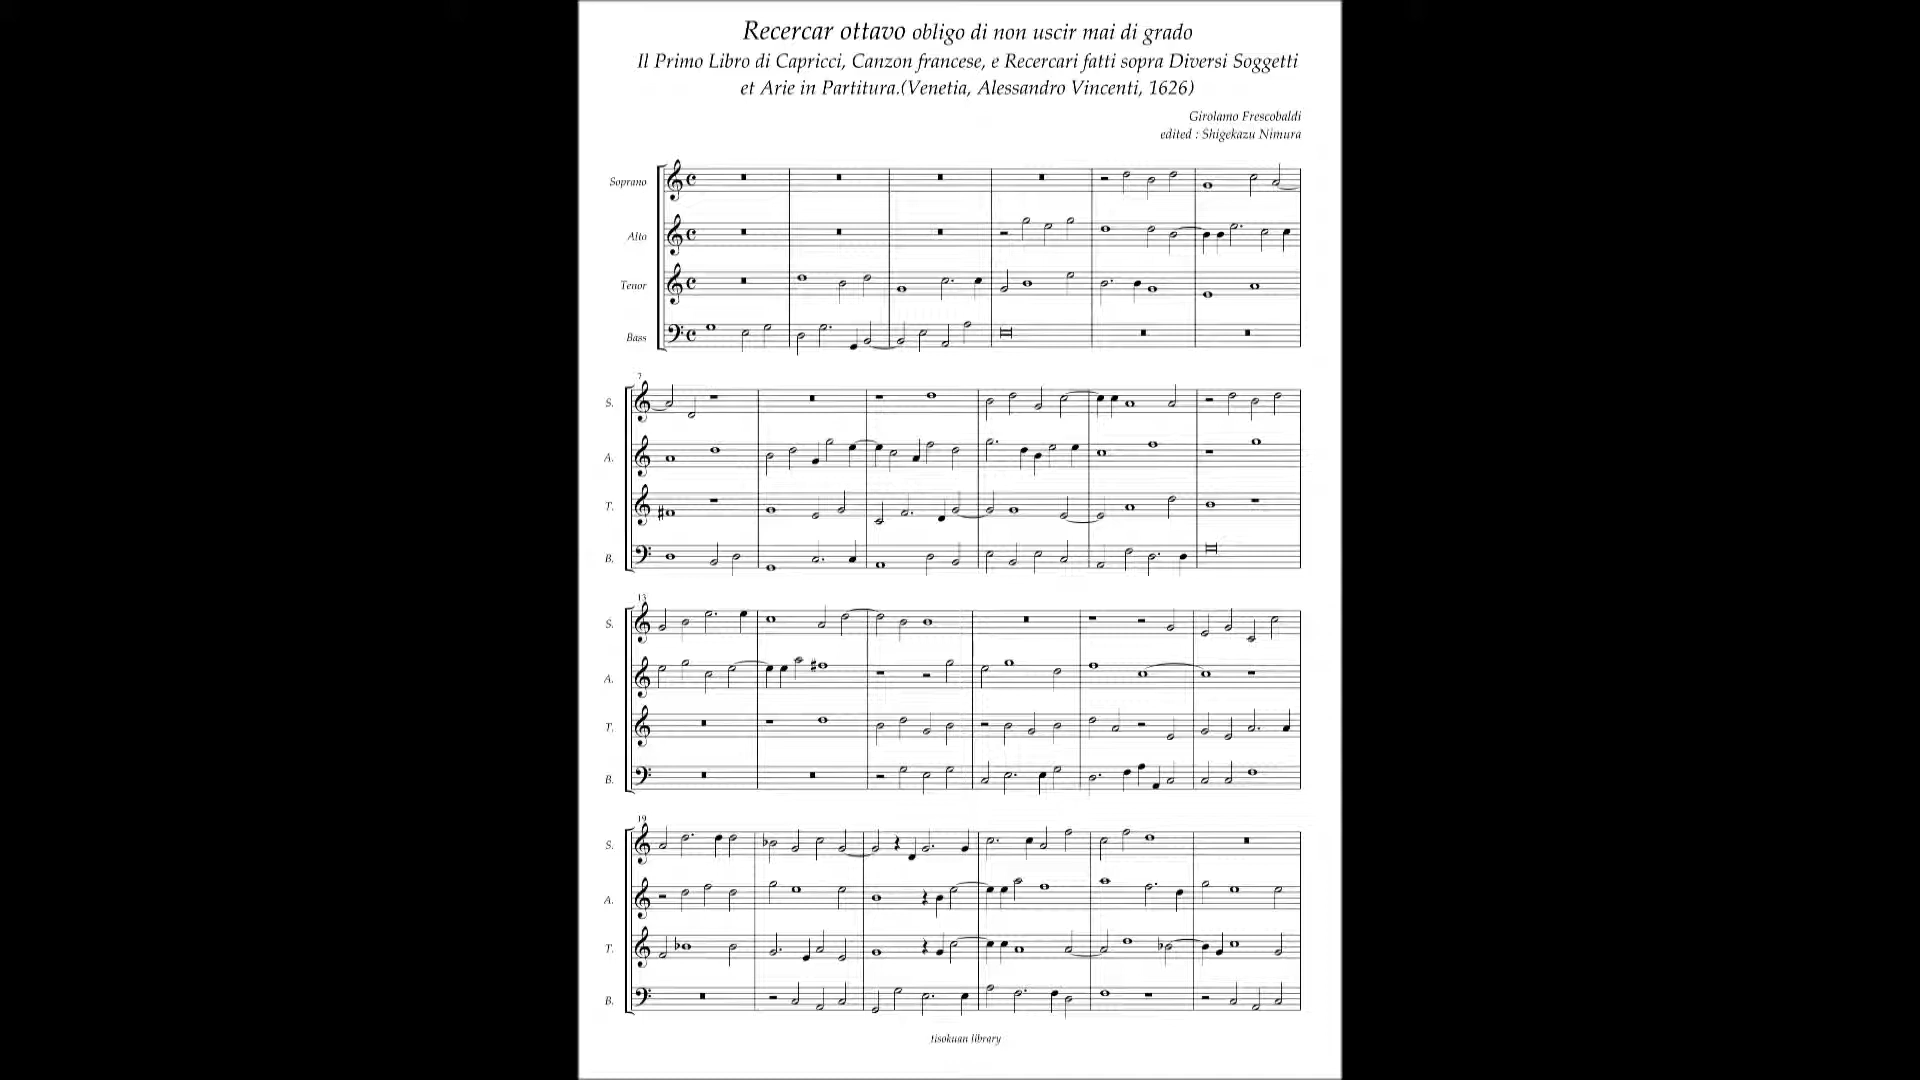 Recercar ottavo obligo di non uscir mai di grado
Il Primo Libro di Capricci, Canzon francese, e Recercari fatti sopra Diversi Soggetti
et Arie in Partitura.(Venetia, Alessandro Vincenti, 1626)
Girolamo Frescobaldi
edited : Shigekazu Nimura
Soprano
Alto
Tenor
Bass
7
S.
A.
T.
B.
13
S.
A.
T.
B.
19
S.
A.
T.
B.
tisokuan library